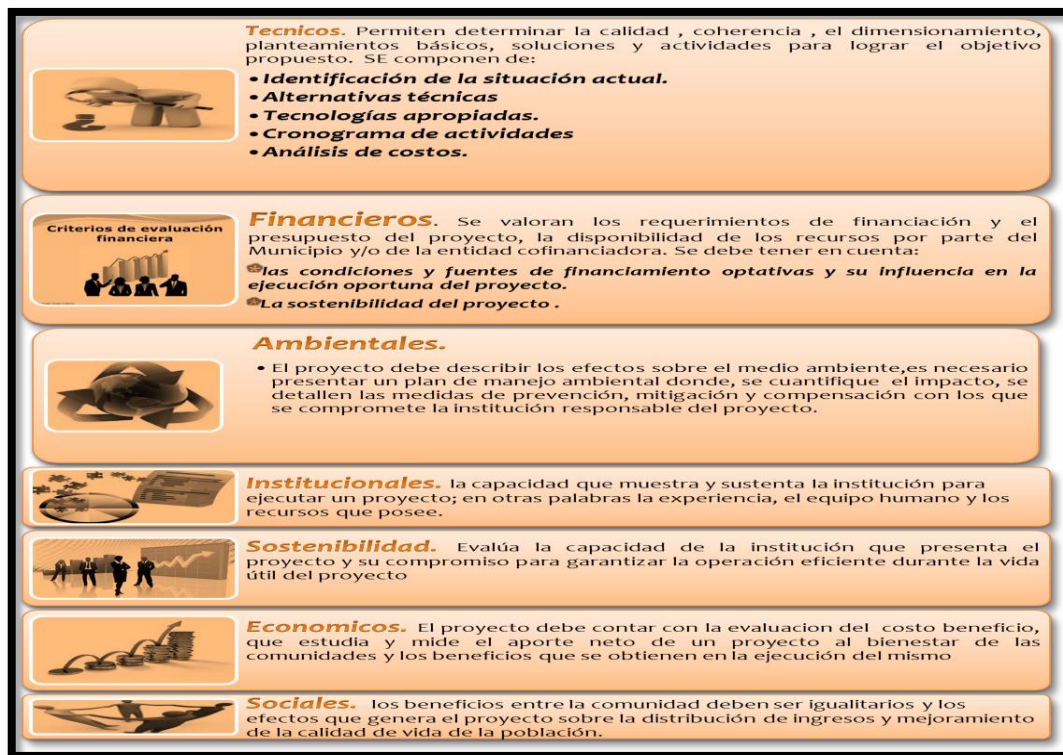 Tecnicos. Permiten determinar la calidad , coherencia , el dimensionamiento,
planteamientos básicos, soluciones y actividades para lograr el objetivo
propuesto. SE componen de:
• Identificación de la situación actual.
• Alternativas técnicas
• Tecnologías apropiadas.
• Cronograma de actividades
• Análisis de costos.
Criterios de evaluación
financiera
Financieros. Se valoran los requerimientos de financiación y el
presupuesto del proyecto, la disponibilidad de los recursos por parte del
Municipio y/o de la entidad cofinanciadora. Se debe tener en cuenta:
las condiciones y fuentes de financiamiento optativas y su influencia en la
ejecución oportuna del proyecto.
La sostenibilidad del proyecto .
Ambientales.
• El proyecto debe describir los efectos sobre el medio ambiente,es necesario
presentar un plan de manejo ambiental donde, se cuantifique el impacto, se
detallen las medidas de prevención, mitigación y compensación con los que
se compromete la institución responsable del proyecto.
Institucionales. la capacidad que muestra y sustenta la institución para
ejecutar un proyecto; en otras palabras la experiencia, el equipo humano y los
recursos que posee.
Sostenibilidad. Evalúa la capacidad de la institución que presenta el
proyecto y su compromiso para garantizar la operación eficiente durante la vida
útil del proyecto
Economicos. El proyecto debe contar con la evaluacion del costo beneficio,
que estudia y mide el aporte neto de un proyecto al bienestar de las
comunidades y los beneficios que se obtienen en la ejecución del mismo
Sociales. los beneficios entre la comunidad deben ser igualitarios y los
efectos que genera el proyecto sobre la distribución de ingresos y mejoramiento
de la calidad de vida de la población.